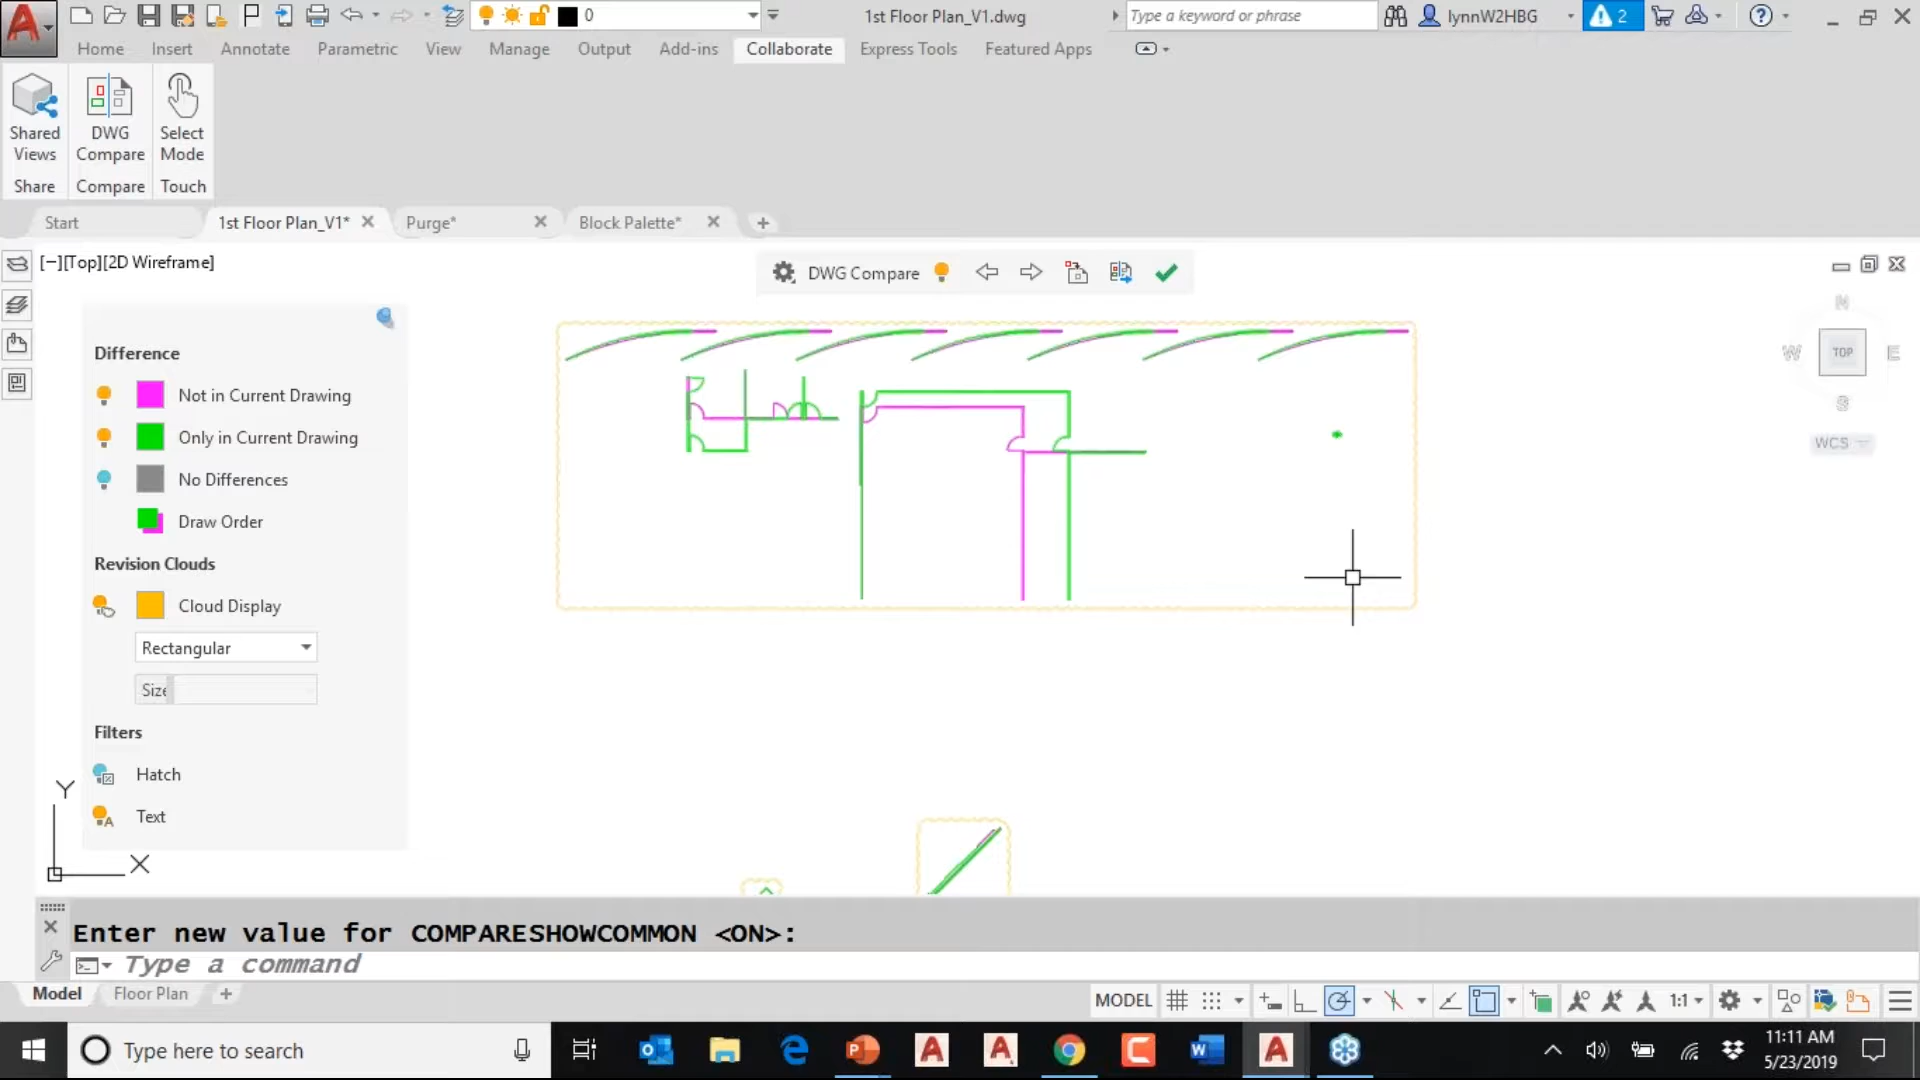 0
1st Floor Plan_V1.dwg
Type a keyword or phrase
lynnW2HBG
2
Home
Insert
Annotate
Parametric
View
Manage
Output
Add-ins
Collaborate
Express Tools
Featured Apps
Shared Views
DWG Compare
Select Mode
Share
Compare
Touch
Start
1st Floor Plan_V1*
Purge*
Block Palette*
[−][Top][2D Wireframe]
DWG Compare
N
W
TOP
E
S
WCS
Difference
Not in Current Drawing
Only in Current Drawing
No Differences
Draw Order
Revision Clouds
Cloud Display
Rectangular
Size
Filters
Hatch
Text
Y
X
Enter new value for COMPARESHOWCOMMON <ON>:
Type a command
Model
Floor Plan
MODEL
1:1
Type here to search
11:11 AM
5/23/2019